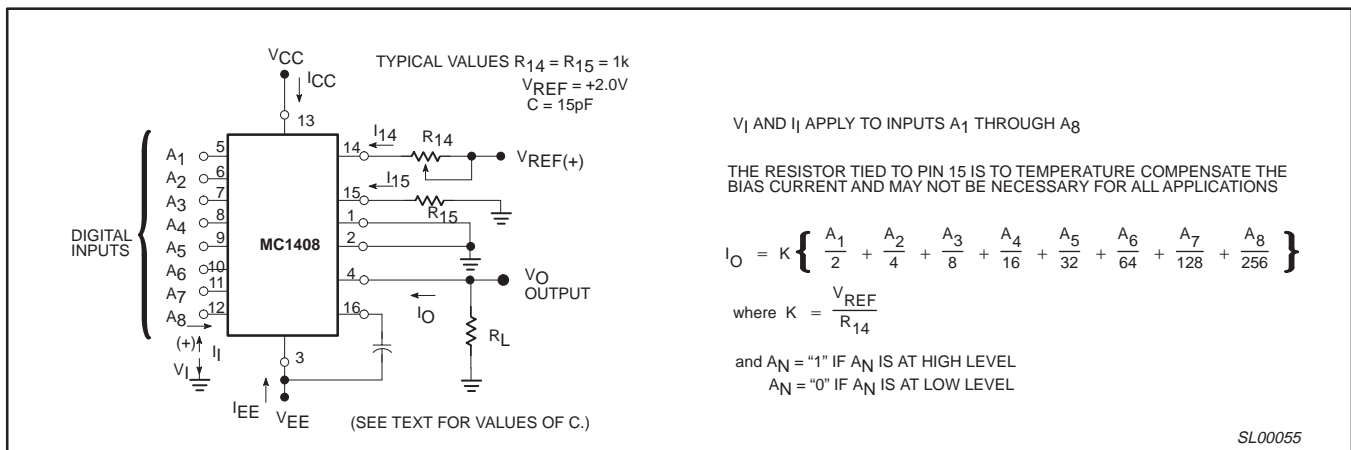 TYPICAL VALUES R14 = R15 = 1k
VREF = +2.0V
C = 15pF
VCC
ICC
13
DIGITAL
INPUTS
A1 5
A2 6
A3 7
A4 8
A5 9
A6 10
A7 11
A8 12
MC1408
14 I14 R14 VREF(+)
15 I15 R15
1
2
4 VO
OUTPUT
16 IO RL
(+) II
VI
3
IEE
VEE
(SEE TEXT FOR VALUES OF C.)
VI AND II APPLY TO INPUTS A1 THROUGH A8
THE RESISTOR TIED TO PIN 15 IS TO TEMPERATURE COMPENSATE THE
BIAS CURRENT AND MAY NOT BE NECESSARY FOR ALL APPLICATIONS
IO = K { A1/2 + A2/4 + A3/8 + A4/16 + A5/32 + A6/64 + A7/128 + A8/256 }
where K = VREF/R14
and AN = “1” IF AN IS AT HIGH LEVEL
AN = “0” IF AN IS AT LOW LEVEL
SL00055